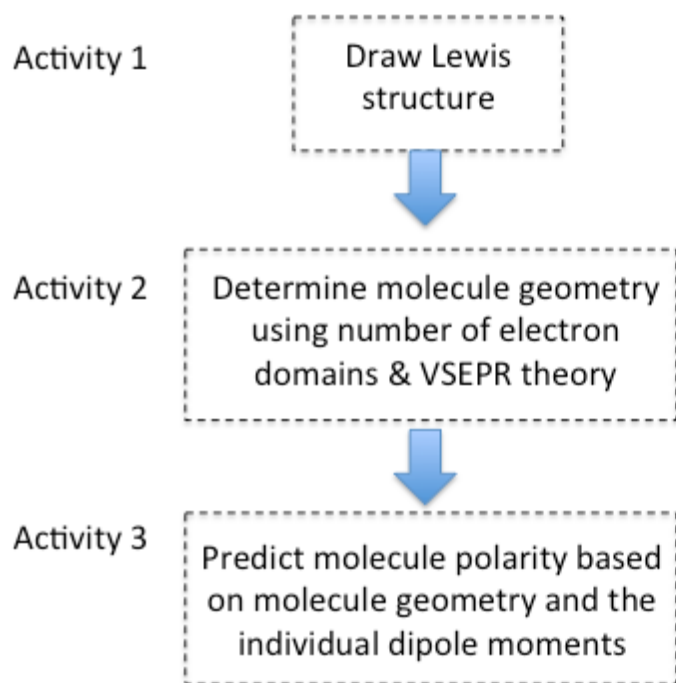 Activity 1
Draw Lewis
structure
Activity 2
Determine molecule geometry
using number of electron
domains & VSEPR theory
Activity 3
Predict molecule polarity based
on molecule geometry and the
individual dipole moments